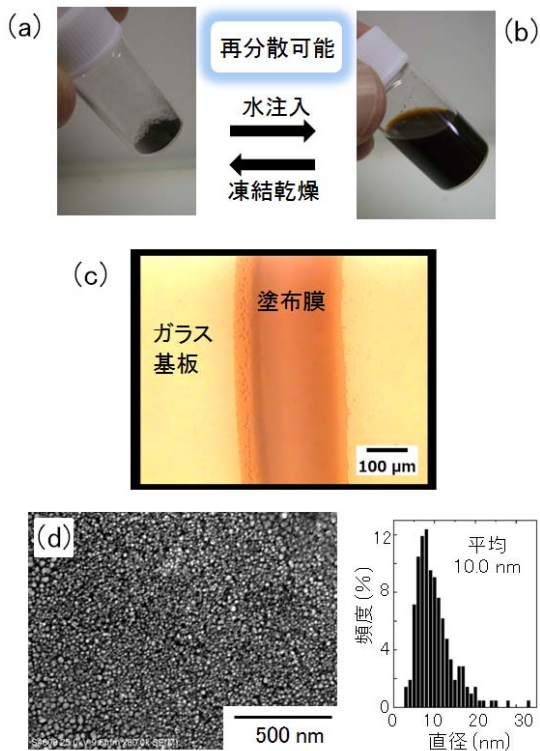 (a)
再分散可能
(b)
水注入
凍結乾燥
(c)
ガラス
基板
塗布膜
100 μm
(d)
500 nm
頻度(%)
12
8
4
0
平均
10.0 nm
0 10 20 30
直径(nm)